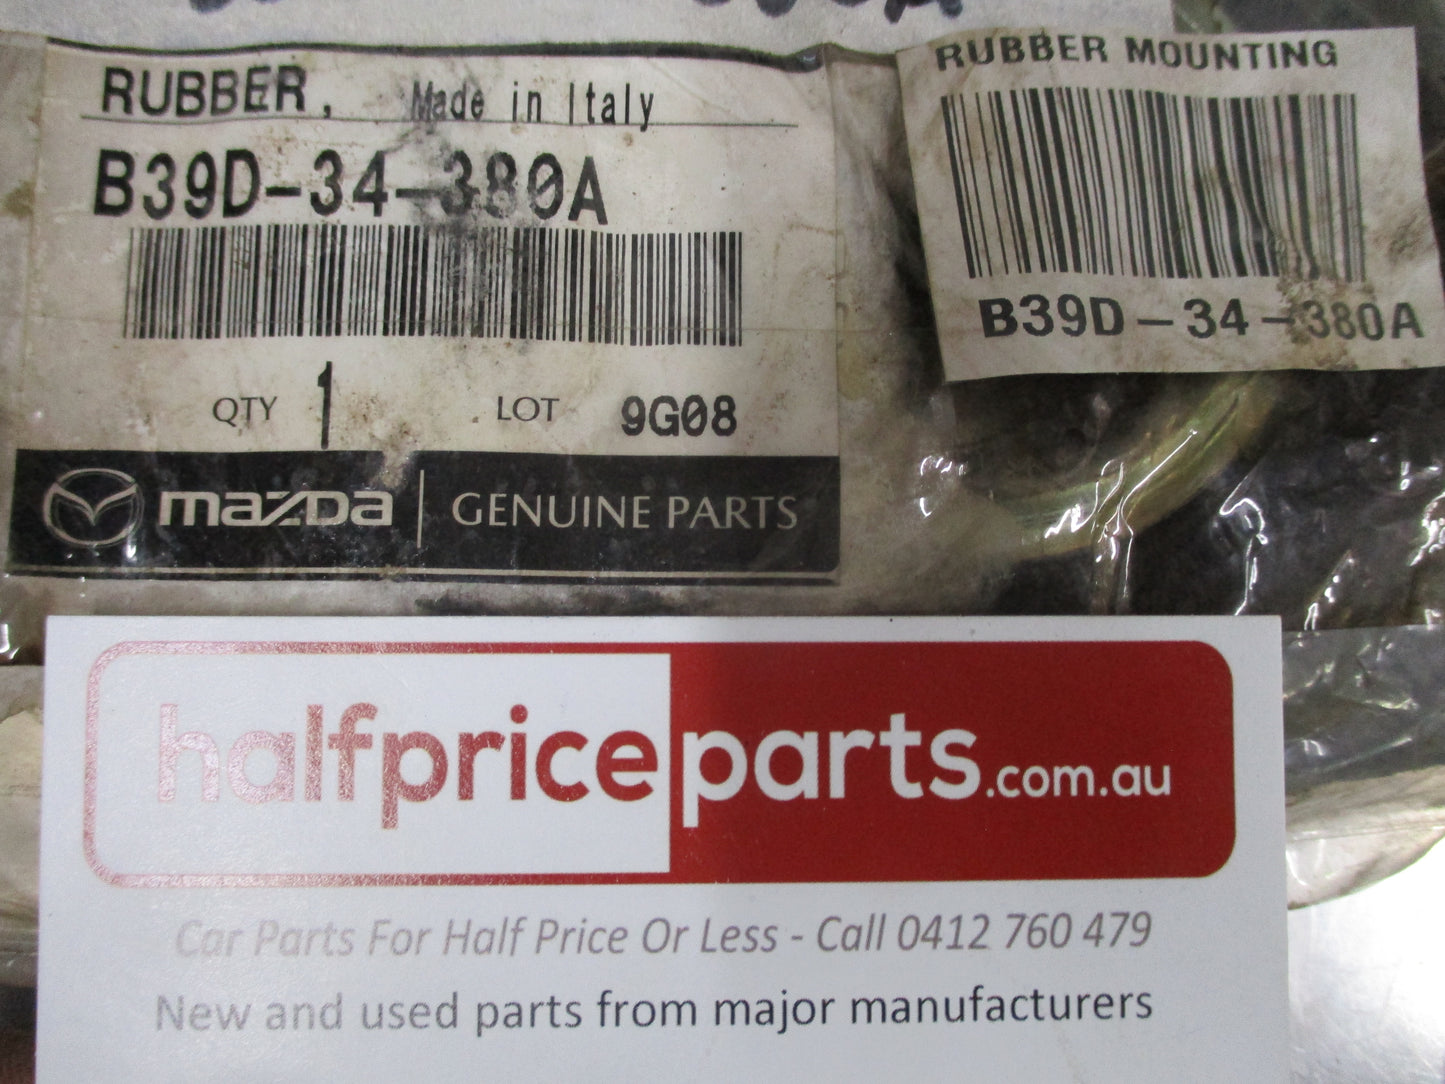 RUBBER, Made in Italy
B39D-34-380A
QTY 1 LOT 9G08
mazda GENUINE PARTS
RUBBER MOUNTING
B39D-34-380A
halfpriceparts.com.au
Car Parts For Half Price Or Less - Call 0412 760 479
New and used parts from major manufacturers